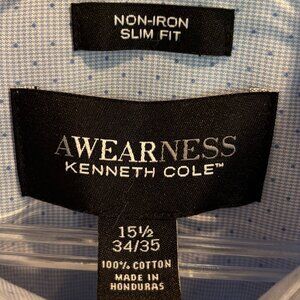 NON-IRON
SLIM FIT
AWEARNESS
KENNETH COLE™
15½
34/35
100% COTTON
MADE IN
HONDURAS